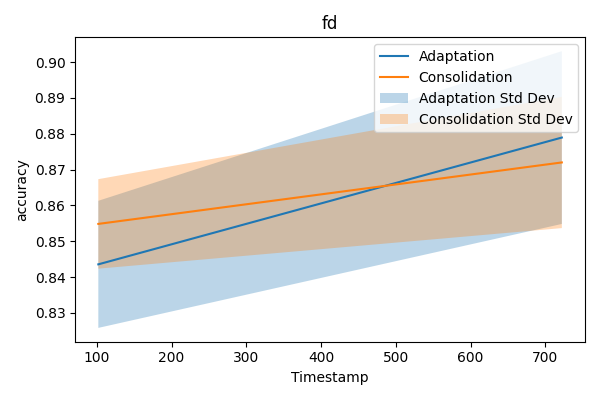 fd
Adaptation
Consolidation
Adaptation Std Dev
Consolidation Std Dev
0.90
0.89
0.88
0.87
0.86
0.85
0.84
0.83
accuracy
100 200 300 400 500 600 700
Timestamp